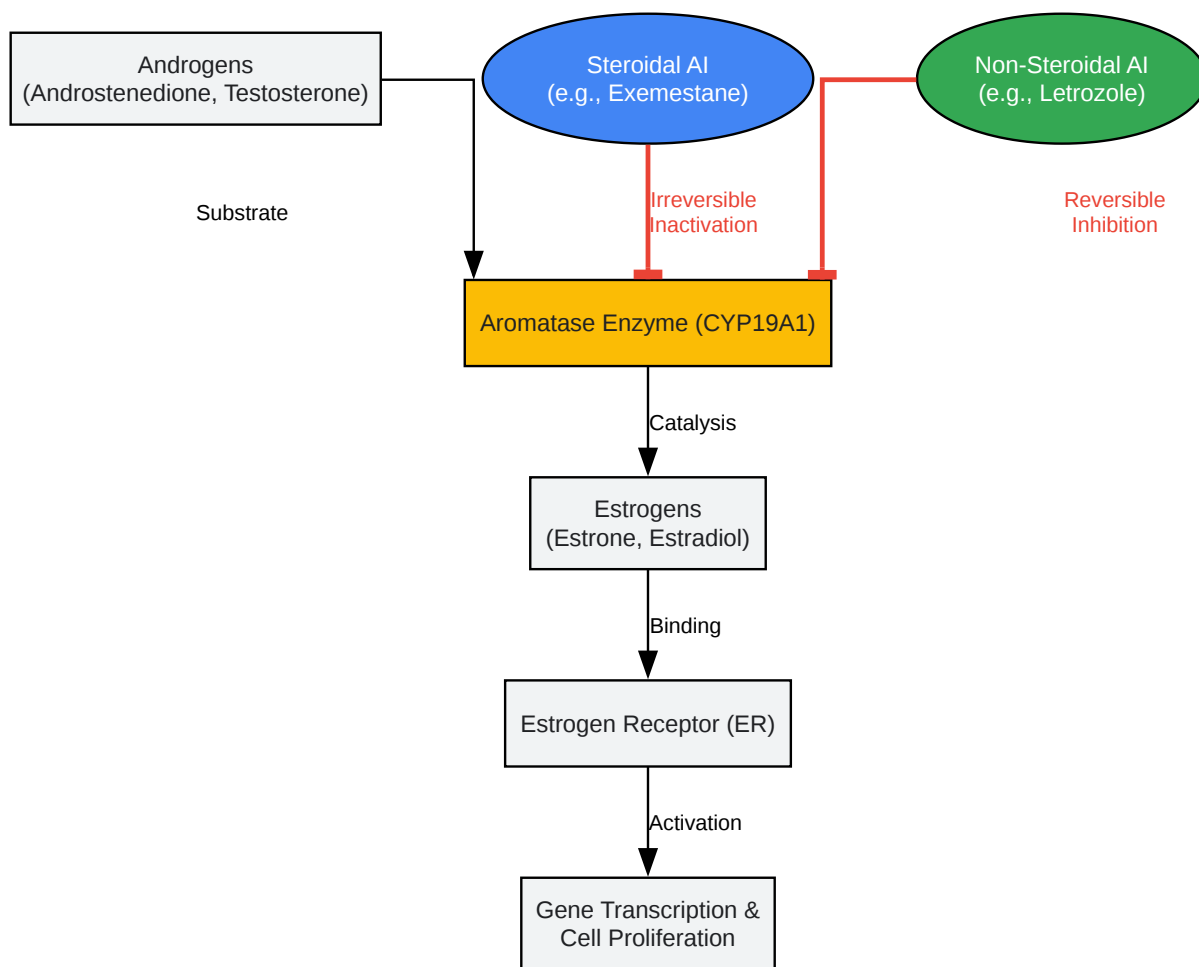 Androgens
(Androstenedione, Testosterone)
Steroidal AI
(e.g., Exemestane)
Non-Steroidal AI
(e.g., Letrozole)
Substrate
Irreversible
Inactivation
Reversible
Inhibition
Aromatase Enzyme (CYP19A1)
Catalysis
Estrogens
(Estrone, Estradiol)
Binding
Estrogen Receptor (ER)
Activation
Gene Transcription &
Cell Proliferation